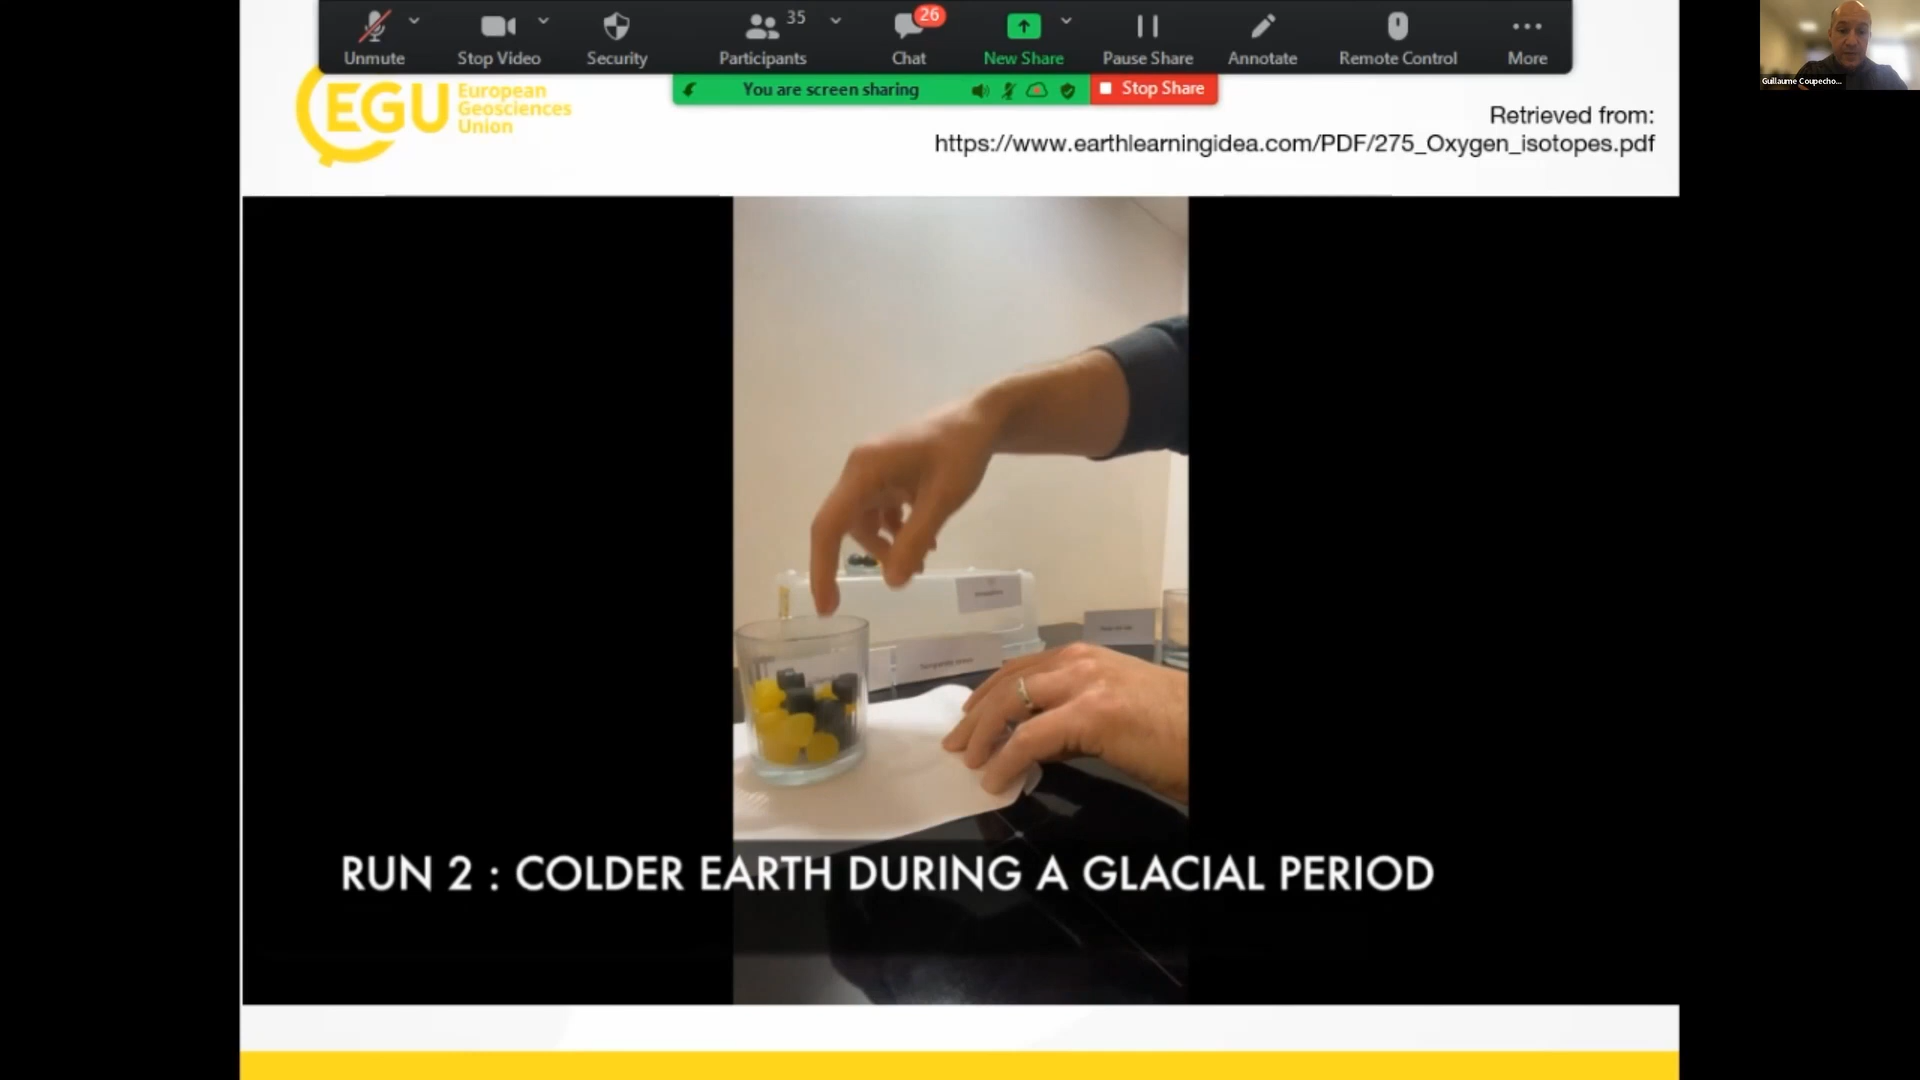 Unmute
Stop Video
Security
35
Participants
26
Chat
New Share
Pause Share
Annotate
Remote Control
More
You are screen sharing
Stop Share
Guillaume Coupecho...
EGU
European
Geosciences
Union
Retrieved from:
https://www.earthlearningidea.com/PDF/275_Oxygen_isotopes.pdf
RUN 2 : COLDER EARTH DURING A GLACIAL PERIOD